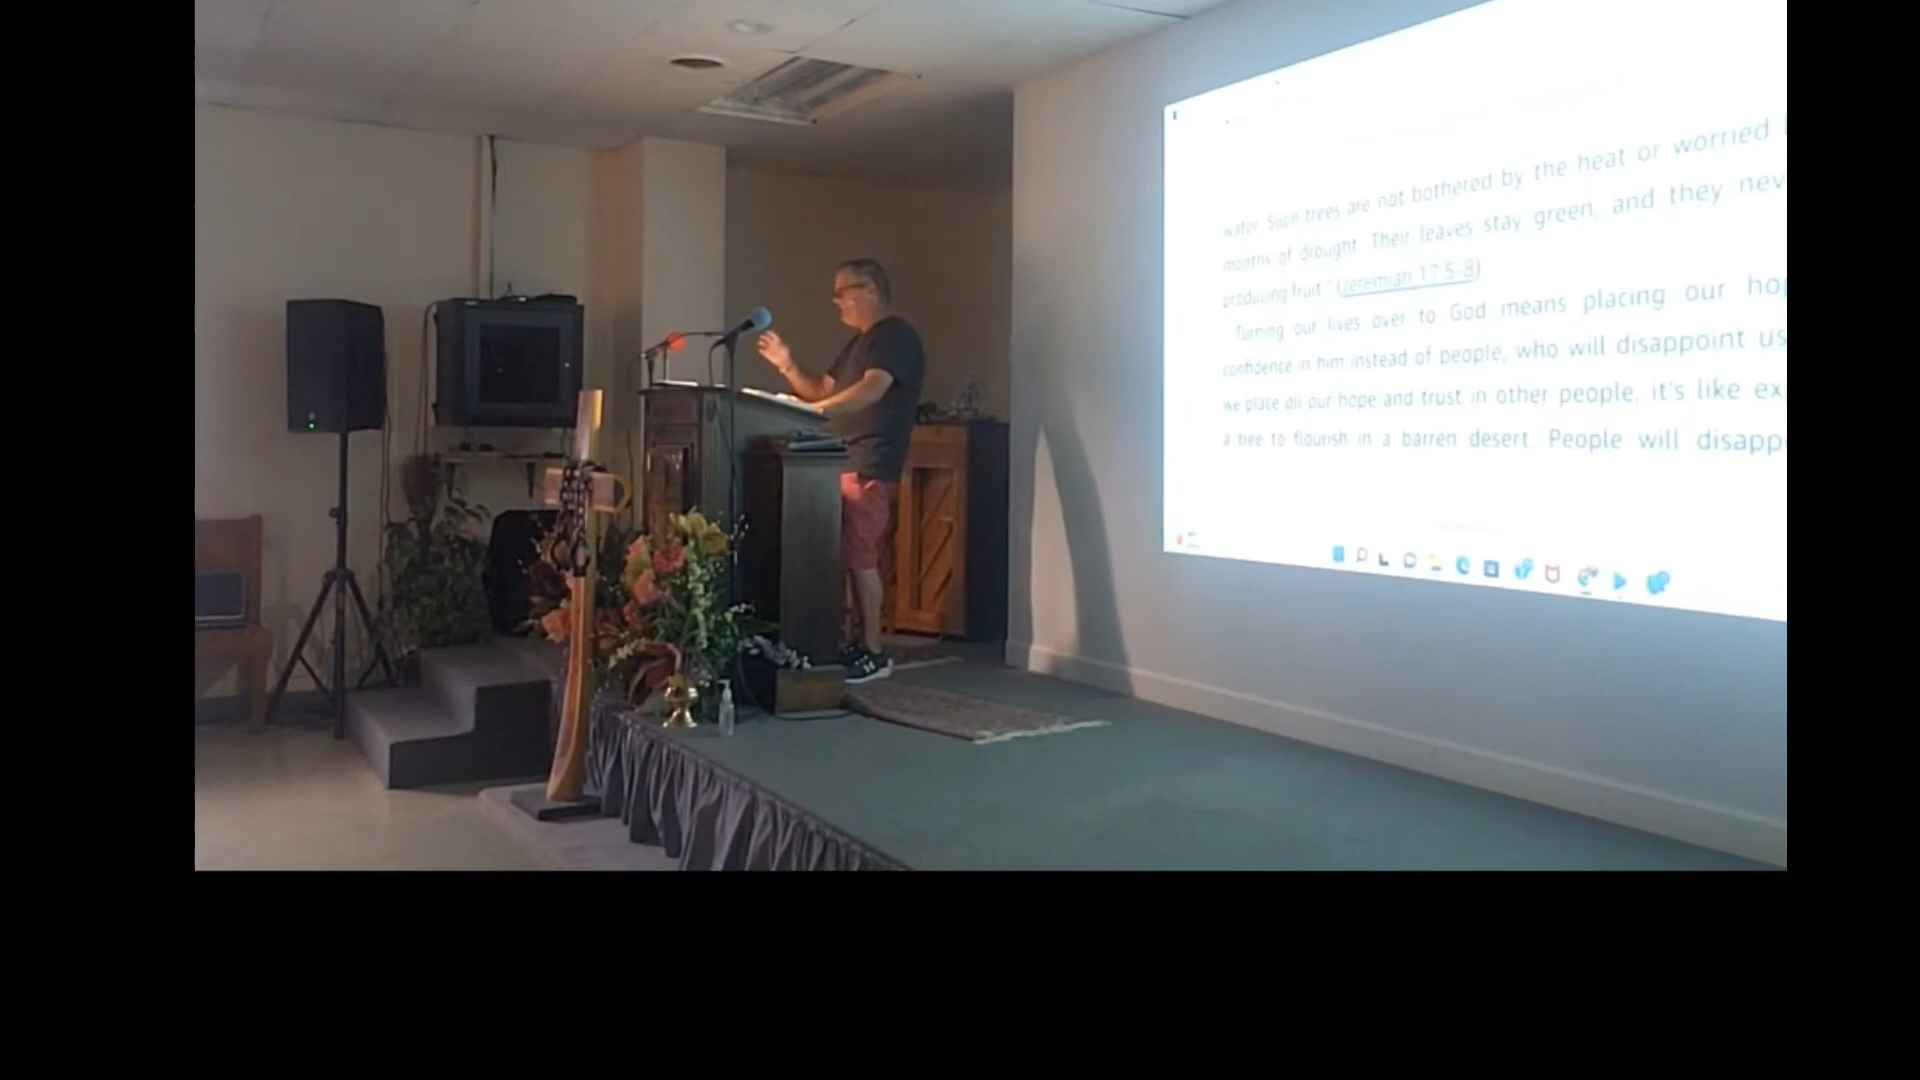 water. Such trees are not bothered by the heat or worried
months of drought. Their leaves stay green, and they nev
producing fruit." (Jeremiah 17:5-8)
Turning our lives over to God means placing our hop
confidence in him instead of people, who will disappoint us
we place all our hope and trust in other people, it's like ex
a tree to flourish in a barren desert. People will disapp